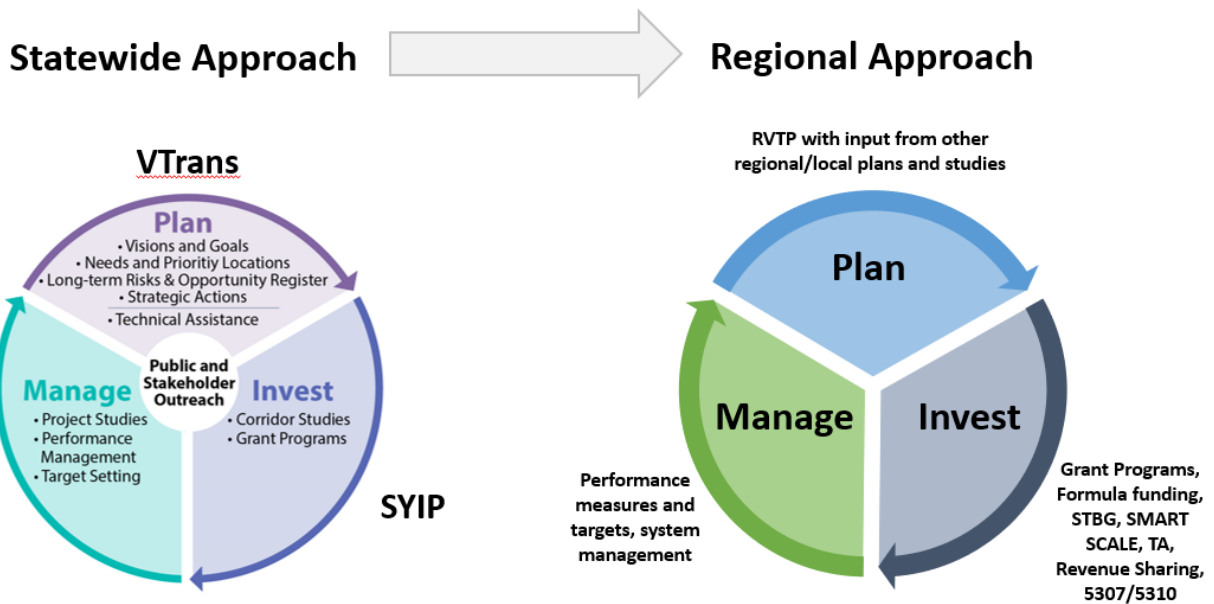 Statewide Approach
Regional Approach
VTrans
Plan
• Visions and Goals
• Needs and Prioritiy Locations
• Long-term Risks & Opportunity Register
• Strategic Actions
• Technical Assistance
Public and
Stakeholder
Outreach
Manage
• Project Studies
• Performance
Management
• Target Setting
Invest
• Corridor Studies
• Grant Programs
SYIP
RVTP with input from other
regional/local plans and studies
Plan
Manage
Invest
Performance
measures and
targets, system
management
Grant Programs,
Formula funding,
STBG, SMART
SCALE, TA,
Revenue Sharing,
5307/5310